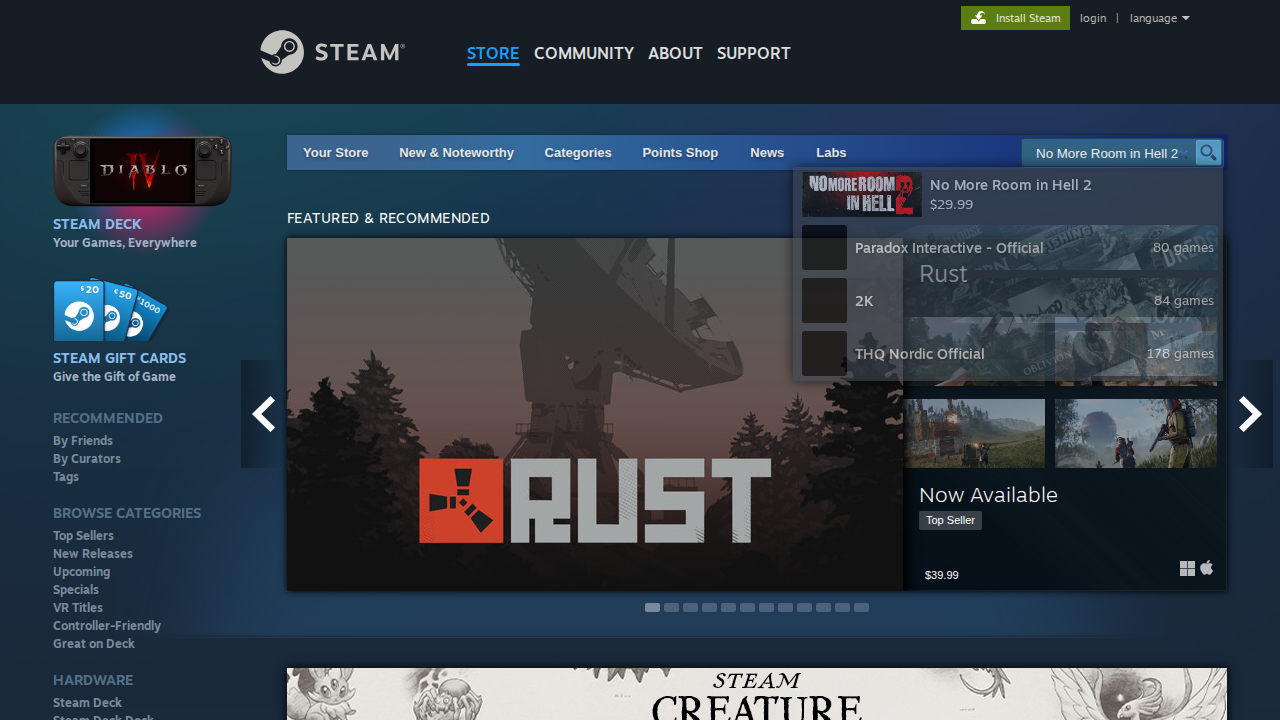 Install Steam
login
|
language
STEAM®
STORE
COMMUNITY
ABOUT
SUPPORT
DIABLO
IV
STEAM DECK
Your Games, Everywhere
$20
€50
1000
STEAM GIFT CARDS
Give the Gift of Game
RECOMMENDED
By Friends
By Curators
Tags
BROWSE CATEGORIES
Top Sellers
New Releases
Upcoming
Specials
VR Titles
Controller-Friendly
Great on Deck
HARDWARE
Steam Deck
Your Store
New & Noteworthy
Categories
Points Shop
News
Labs
No More Room in Hell 2
NO MORE ROOM
IN HELL 2
No More Room in Hell 2
$29.99
Paradox Interactive - Official
80 games
2K
84 games
THQ Nordic Official
178 games
FEATURED & RECOMMENDED
Rust
OBLIVION
RUST
Now Available
Top Seller
$39.99
STEAM
CREATURE